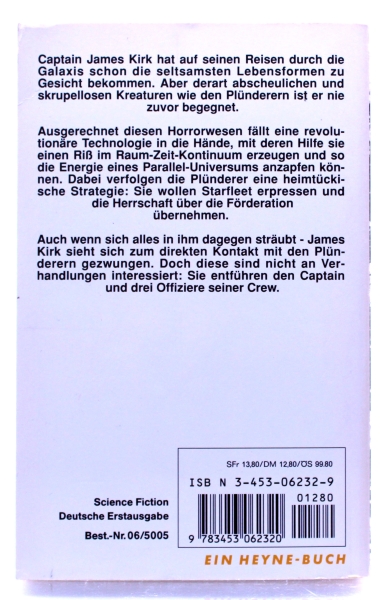 Captain James Kirk hat auf seinen Reisen durch die
Galaxis schon die seltsamsten Lebensformen zu
Gesicht bekommen. Aber derart abscheulichen und
skrupellosen Kreaturen wie den Plünderern ist er nie
zuvor begegnet.
Ausgerechnet diesen Horrorwesen fällt eine revolu-
tionäre Technologie in die Hände, mit deren Hilfe sie
einen Riß im Raum-Zeit-Kontinuum erzeugen und so
die Energie eines Parallel-Universums anzapfen kön-
nen. Dabei verfolgen die Plünderer eine heimtücki-
sche Strategie: Sie wollen Starfleet erpressen und
die Herrschaft über die Förderation
übernehmen.
Auch wenn sich alles in ihm dagegen sträubt - James
Kirk sieht sich zum direkten Kontakt mit den Plün-
derern gezwungen. Doch diese sind nicht an Ver-
handlungen interessiert: Sie entführen den Captain
und drei Offiziere seiner Crew.
SFr 13,80/DM 12,80/ÖS 99.80
ISBN 3-453-06232-9
01280
9 783453 062320
Science Fiction
Deutsche Erstausgabe
Best.-Nr. 06/5005
EIN HEYNE-BUCH